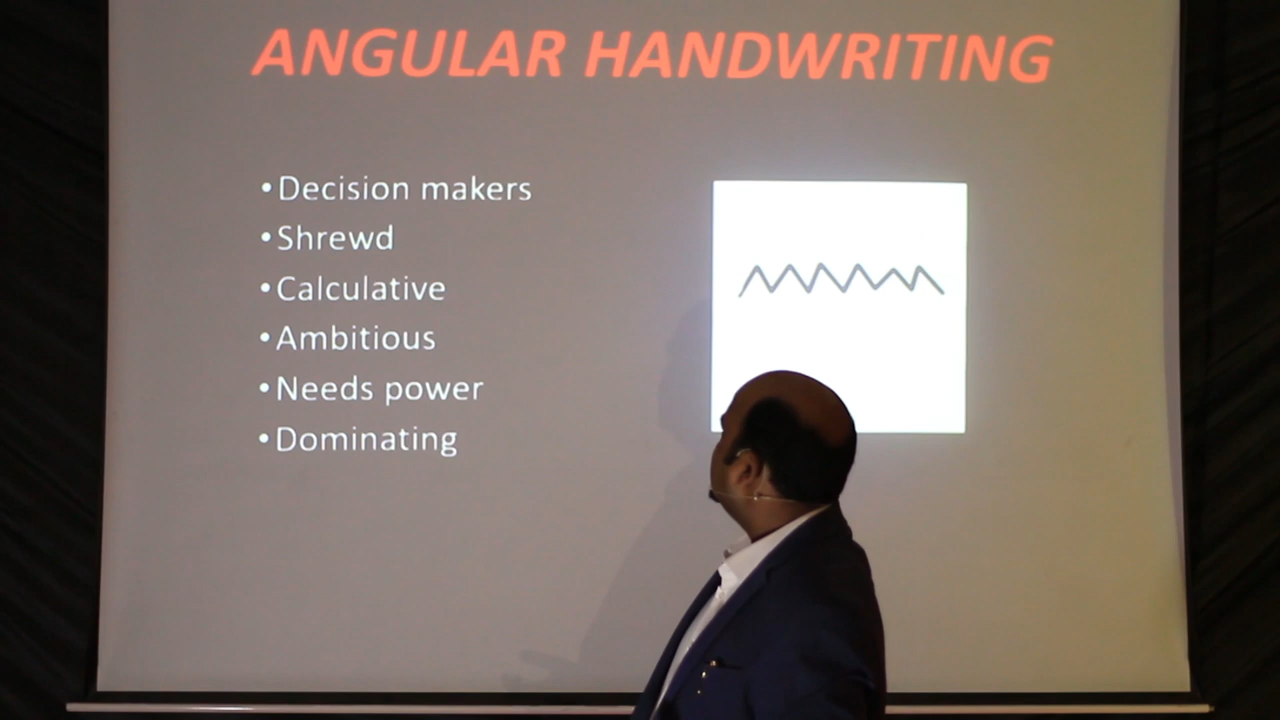 ANGULAR HANDWRITING
•Decision makers
•Shrewd
•Calculative
•Ambitious
•Needs power
•Dominating